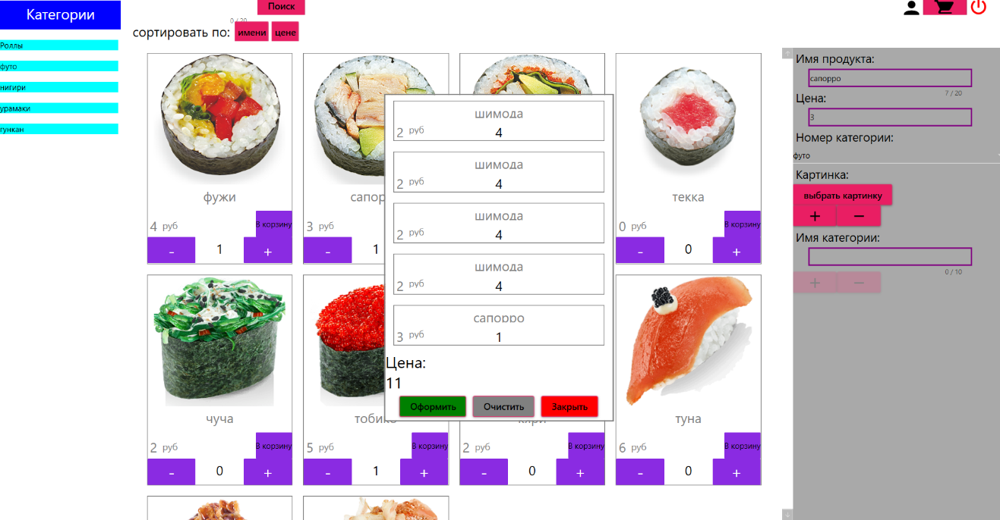 Категории
Поиск
0 / 20
сортировать по:
имени
цене
Роллы
футо
нигири
урамаки
гункан
фужи
4 руб
В корзину
-
1
+
сапор
3 руб
-
1
текка
0 руб
В корзину
-
0
+
чуча
2 руб
В корзину
-
0
+
тобико
5 руб
В корзину
-
1
+
2 руб
В корзину
-
0
+
туна
6 руб
В корзину
-
0
+
шимода
2 руб
4
шимода
2 руб
4
шимода
2 руб
4
шимода
2 руб
4
сапорро
3 руб
1
Цена:
11
Оформить
Очистить
Закрыть
Имя продукта:
сапорро
7 / 20
Цена:
3
Номер категории:
футо
Картинка:
выбрать картинку
+
−
Имя категории:
0 / 10
+
−